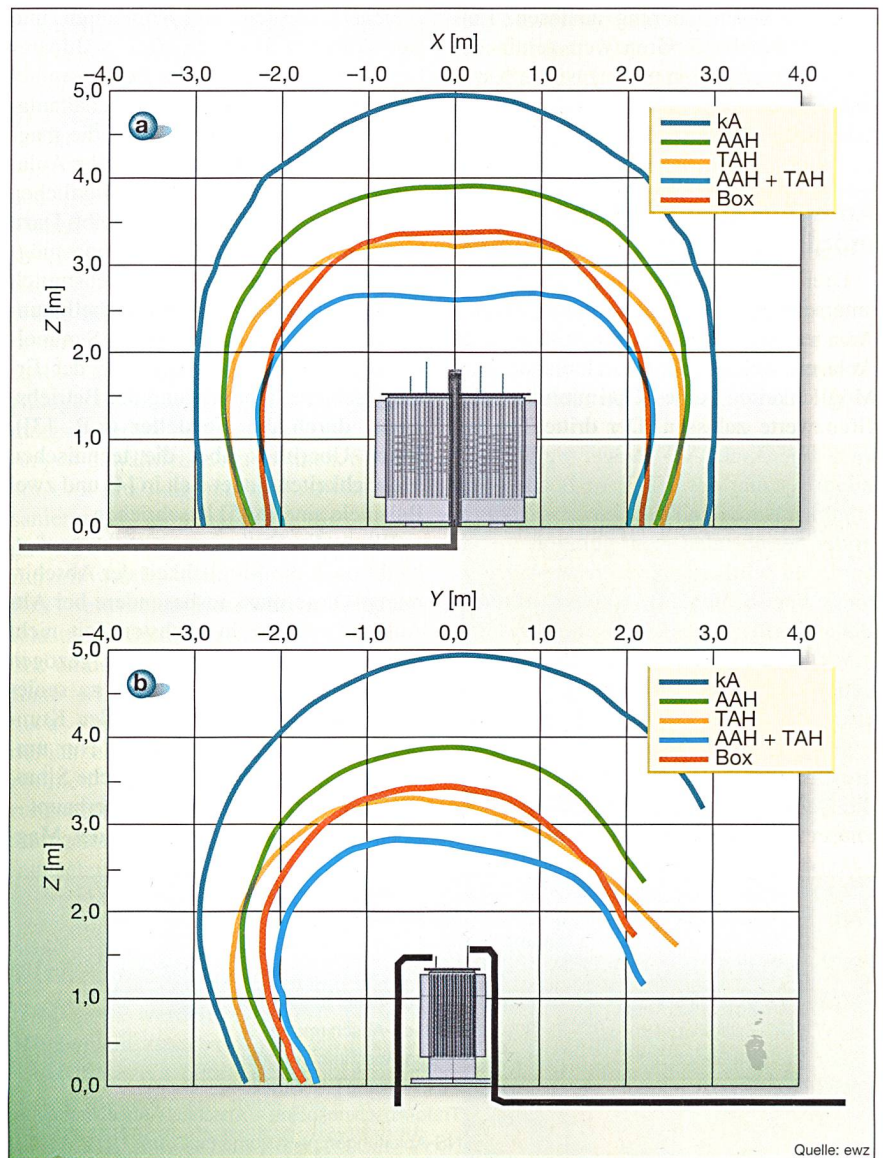 X [m]
–4,0 –3,0 –2,0 –1,0 0,0 1,0 2,0 3,0 4,0
5,0
a
kA
AAH
TAH
AAH + TAH
Box
4,0
3,0
Z [m]
2,0
1,0
0,0
Y [m]
–4,0 –3,0 –2,0 –1,0 0,0 1,0 2,0 3,0 4,0
5,0
b
kA
AAH
TAH
AAH + TAH
Box
4,0
3,0
Z [m]
2,0
1,0
0,0
Quelle: ewz